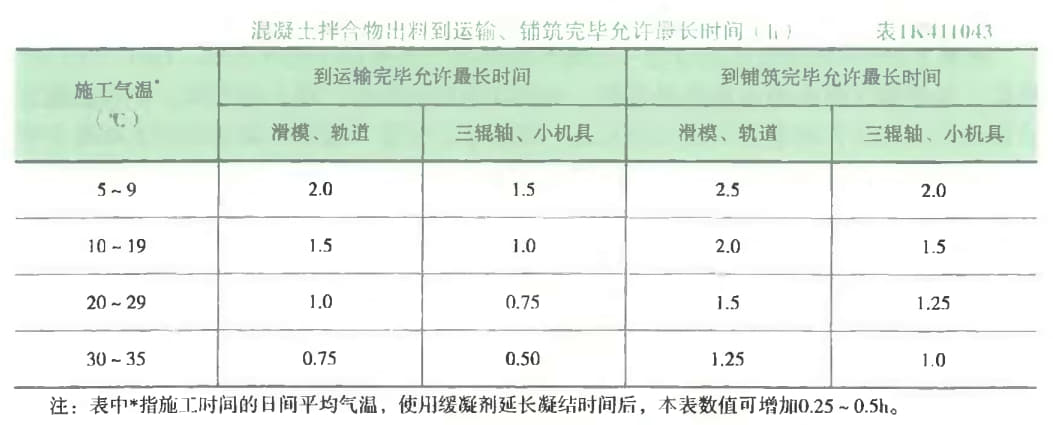 混凝土拌合物出料到运输、铺筑完毕允许最长时间（h） 表1K411043
施工气温* 到运输完毕允许最长时间 到铺筑完毕允许最长时间
（℃） 滑模、轨道 三辊轴、小机具 滑模、轨道 三辊轴、小机具
5~9 2.0 1.5 2.5 2.0
10~19 1.5 1.0 2.0 1.5
20~29 1.0 0.75 1.5 1.25
30~35 0.75 0.50 1.25 1.0
注：表中*指施工时间的日间平均气温，使用缓凝剂延长凝结时间后，本表数值可增加0.25~0.5h。